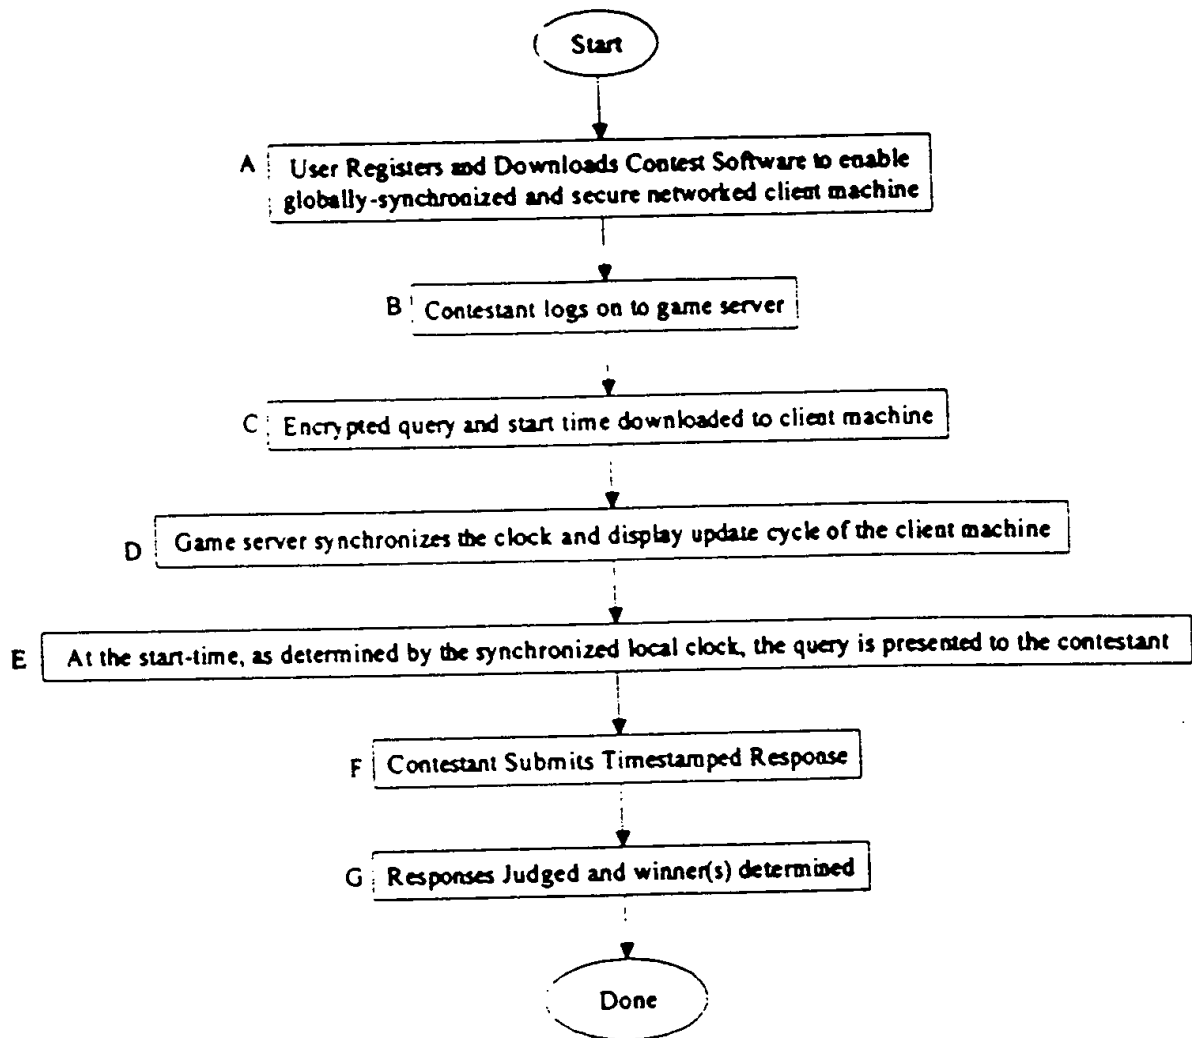 Start
A
User Registers and Downloads Contest Software to enable
globally-synchronized and secure networked client machine
B
Contestant logs on to game server
C
Encrypted query and start time downloaded to client machine
D
Game server synchronizes the clock and display update cycle of the client machine
E
At the start-time, as determined by the synchronized local clock, the query is presented to the contestant
F
Contestant Submits Timestamped Response
G
Responses Judged and winner(s) determined
Done